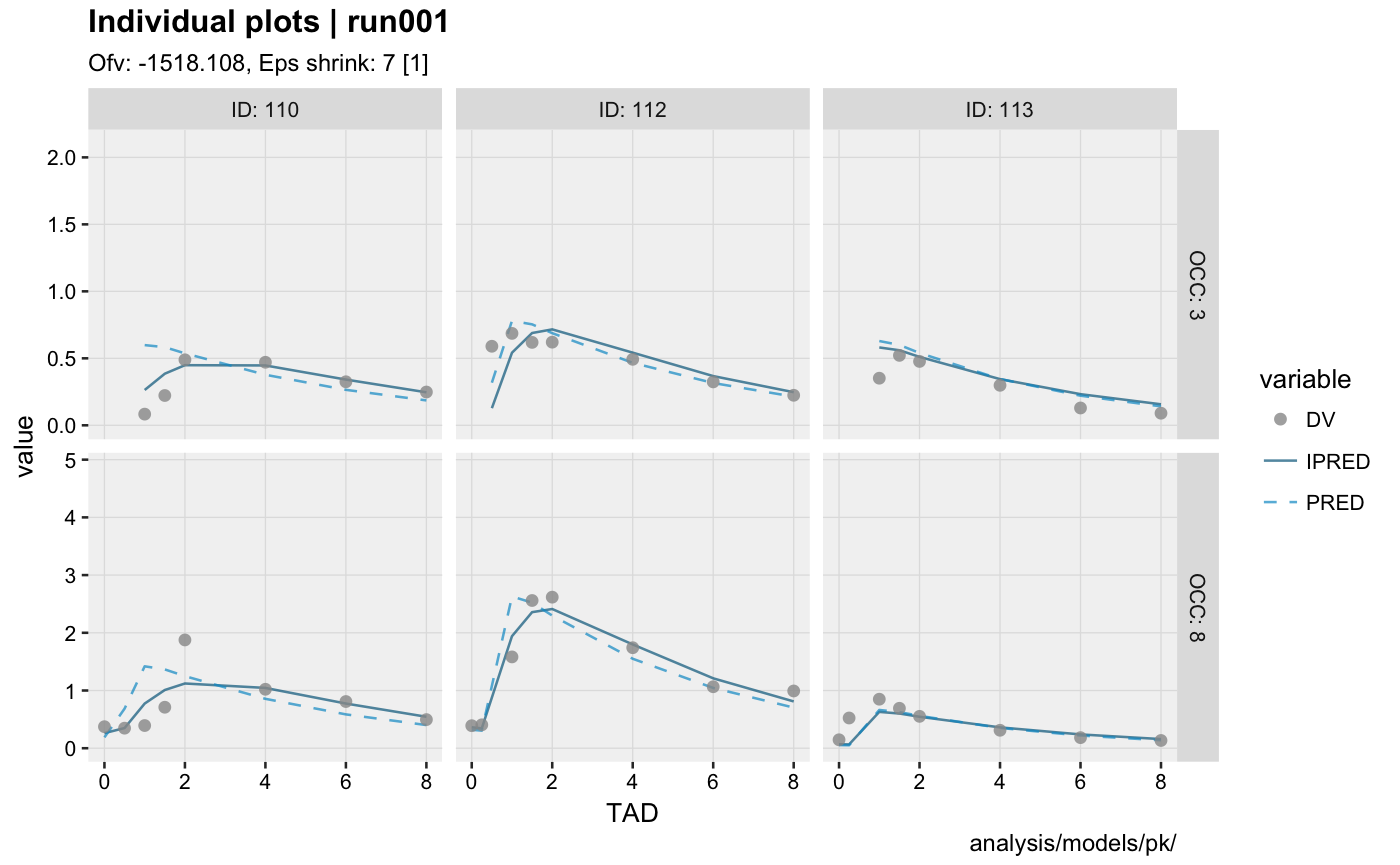 Individual plots | run001
Ofv: -1518.108, Eps shrink: 7 [1]
ID: 110
ID: 112
ID: 113
2.0
1.5
1.0
0.5
0.0
OCC: 3
value
5
4
3
2
1
0
OCC: 8
0 2 4 6 8
0 2 4 6 8
0 2 4 6 8
TAD
analysis/models/pk/
variable
DV
IPRED
PRED